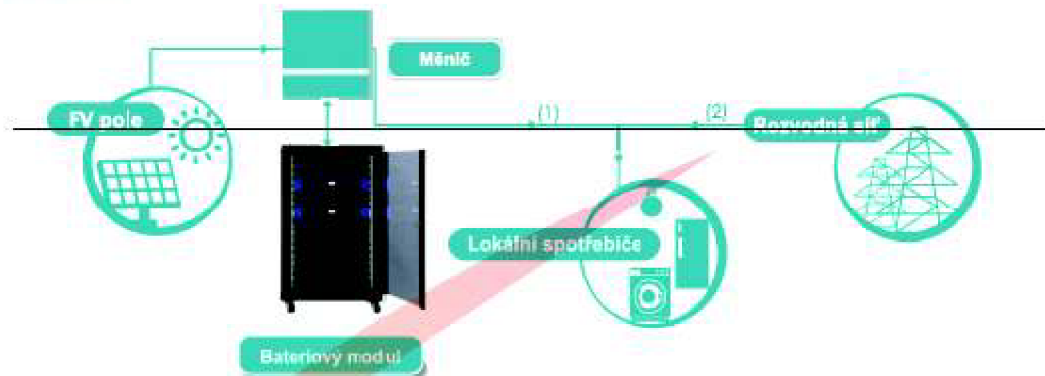 Měnič
FV pole
(1)
(2)
Rozvodná síť
Lokální spotřebiče
Bateriový modul